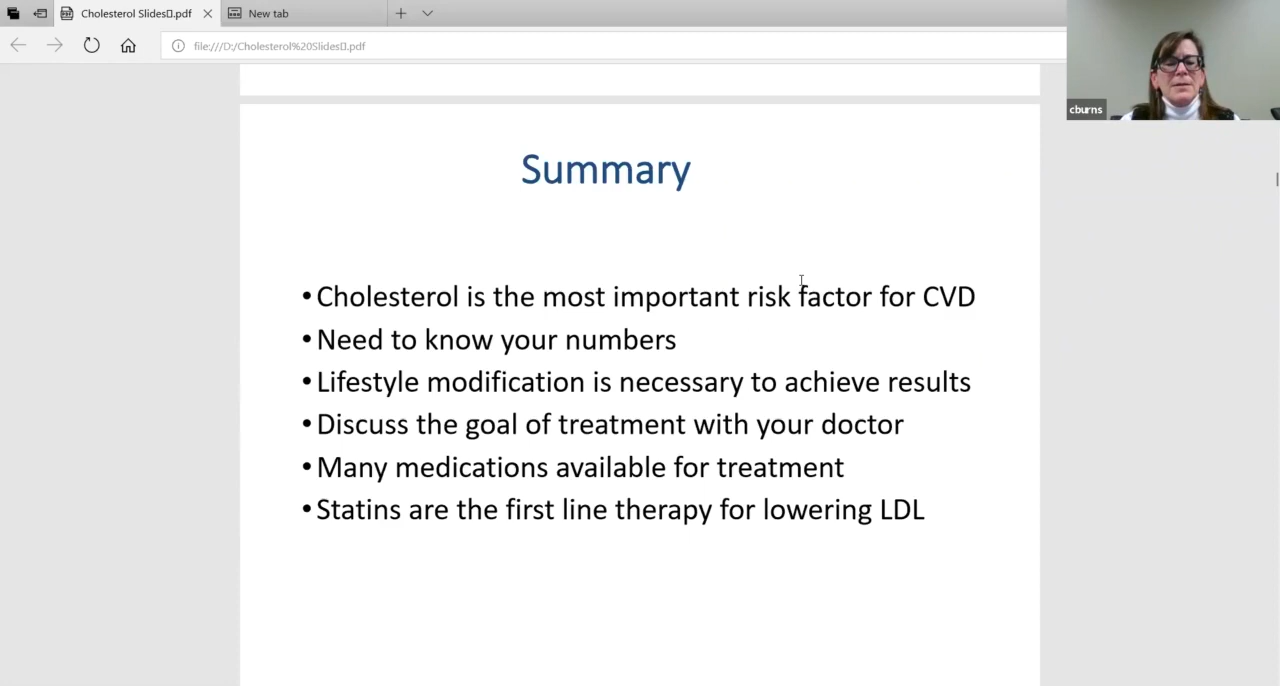 Cholesterol Slides▯.pdf
New tab
file:///D:/Cholesterol%20Slides▯.pdf
cburns
Summary
• Cholesterol is the most important risk factor for CVD
• Need to know your numbers
• Lifestyle modification is necessary to achieve results
• Discuss the goal of treatment with your doctor
• Many medications available for treatment
• Statins are the first line therapy for lowering LDL